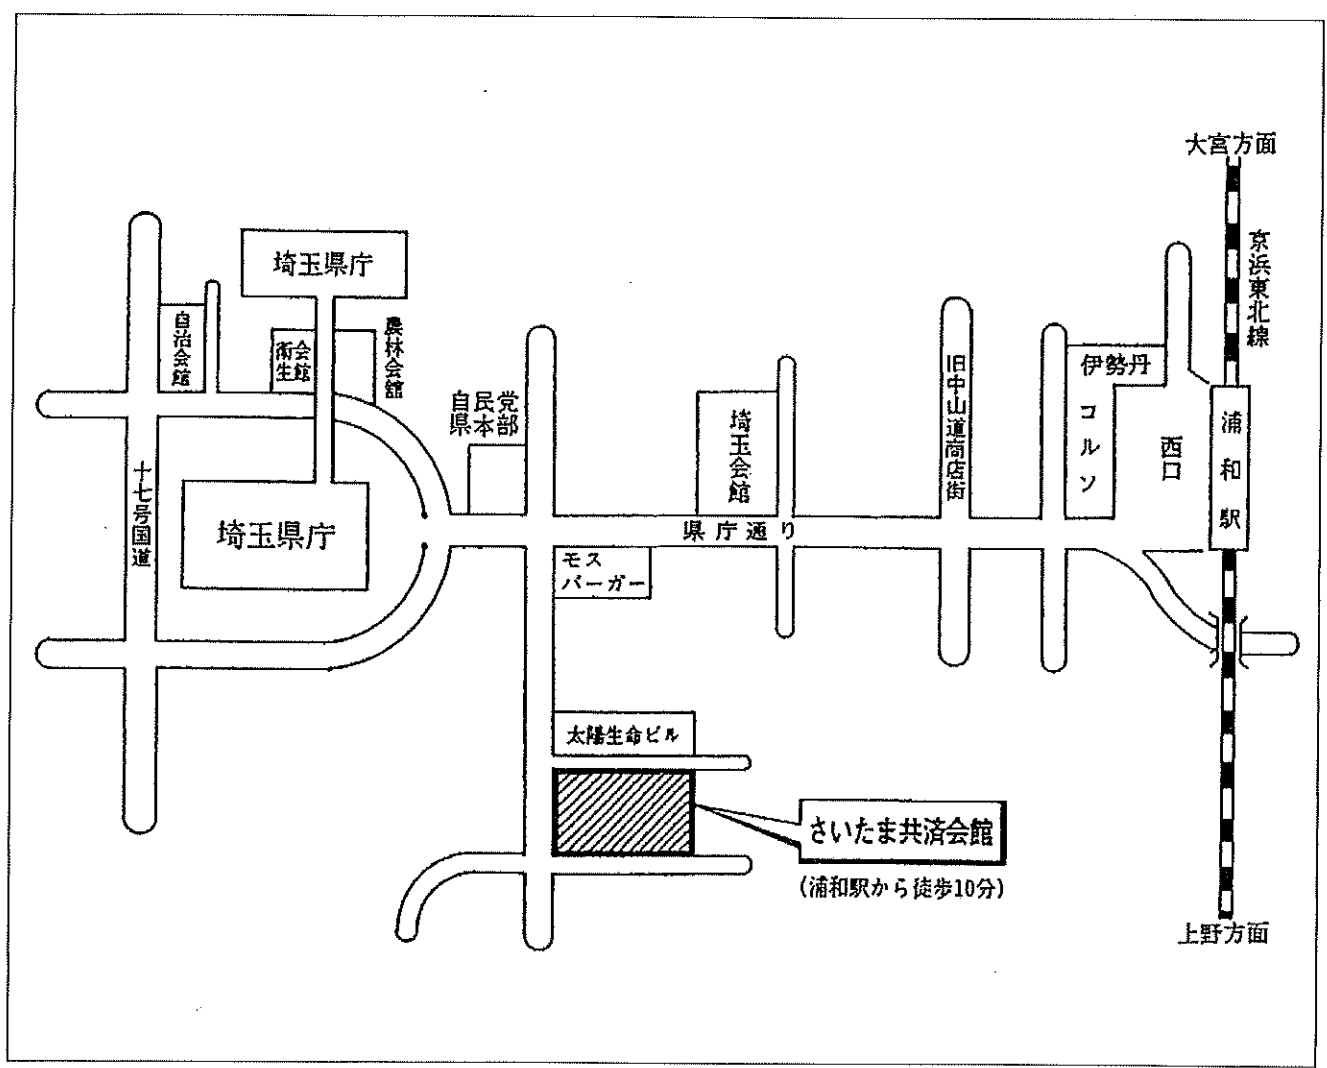 大宮方面
京浜東北線
埼玉県庁
自治会館
衛生会館
農林会館
自民党
県本部
埼玉会館
旧中山道商店街
伊勢丹
コルソ
西口
浦和駅
十七号国道
埼玉県庁
県庁通り
モス
バーガー
太陽生命ビル
さいたま共済会館
(浦和駅から徒歩10分)
上野方面